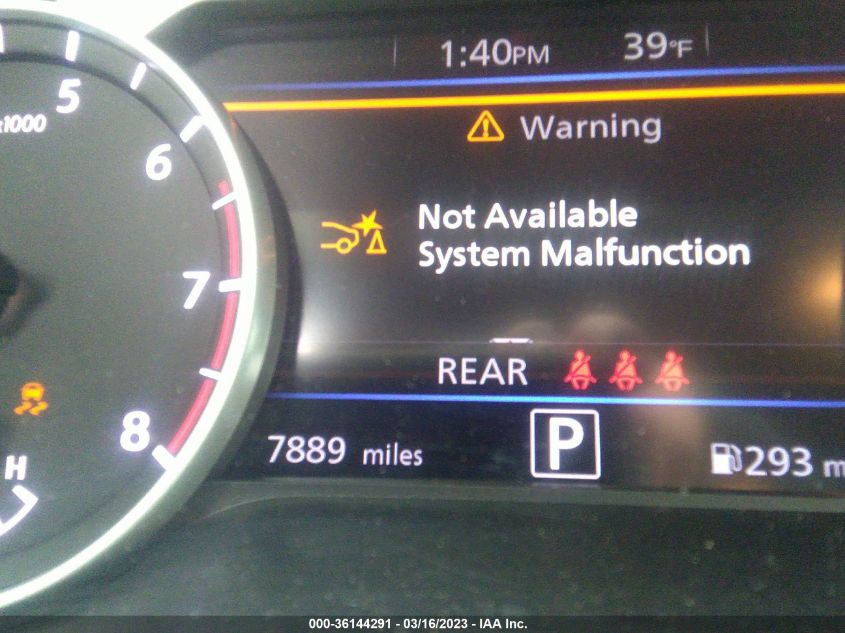 1:40PM 39°F
5
x1000
Warning
6
Not Available
System Malfunction
7
REAR
8
7889 miles P 293 m
H
000-36144291 - 03/16/2023 - IAA Inc.